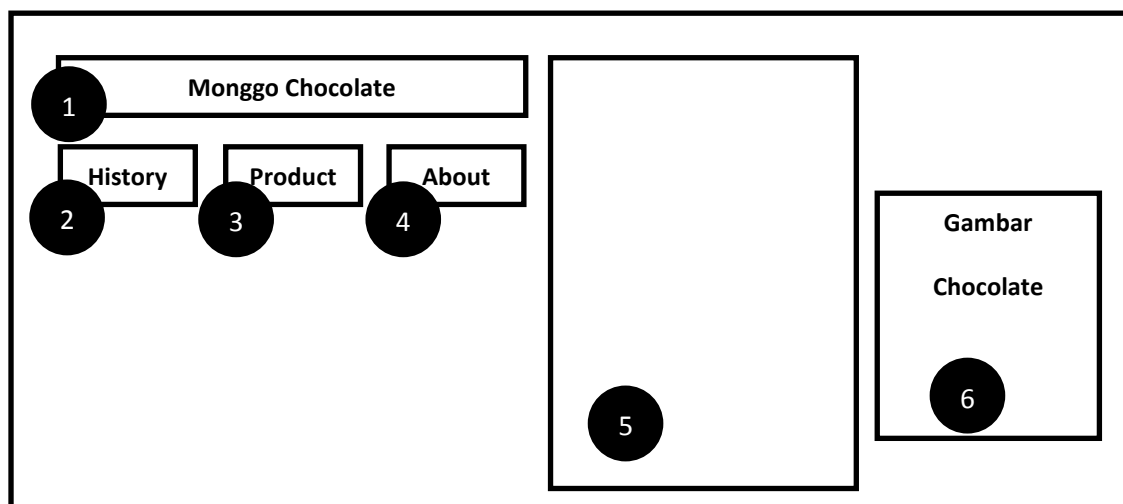 Monggo Chocolate
1
History Product About
2 3 4
Gambar
Chocolate
5
6